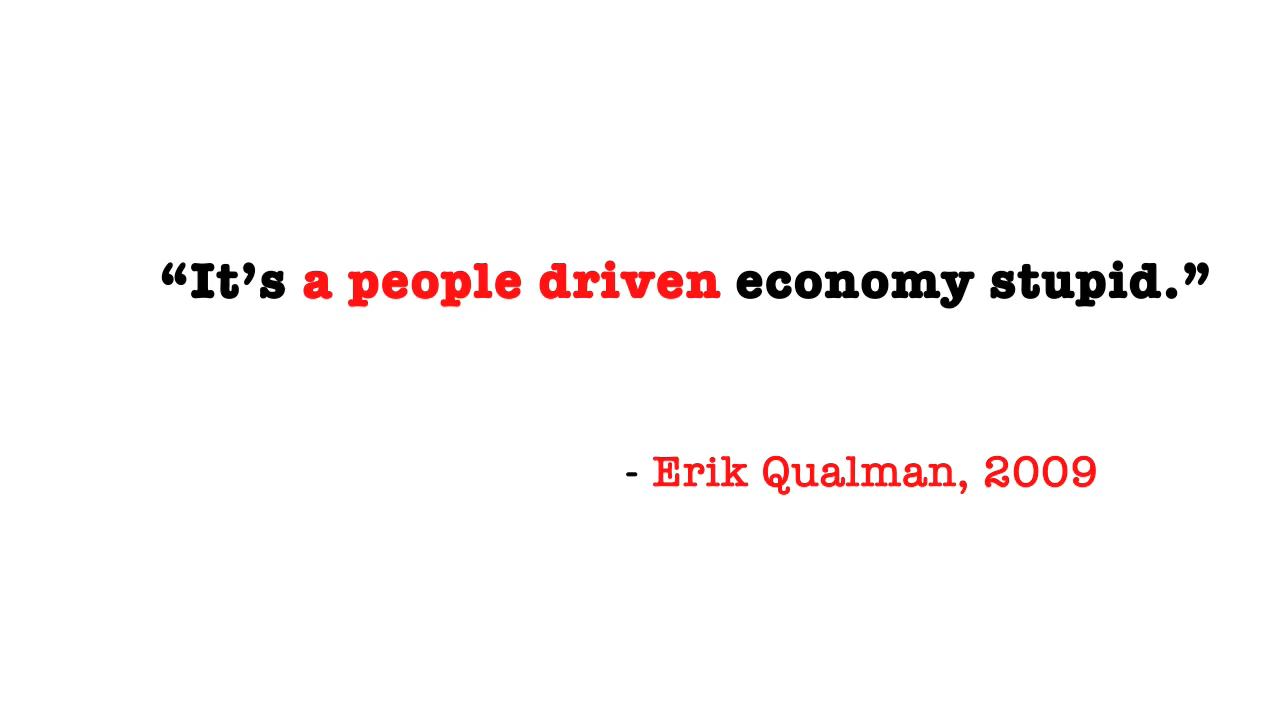 “It’s a people driven economy stupid.”
- Erik Qualman, 2009